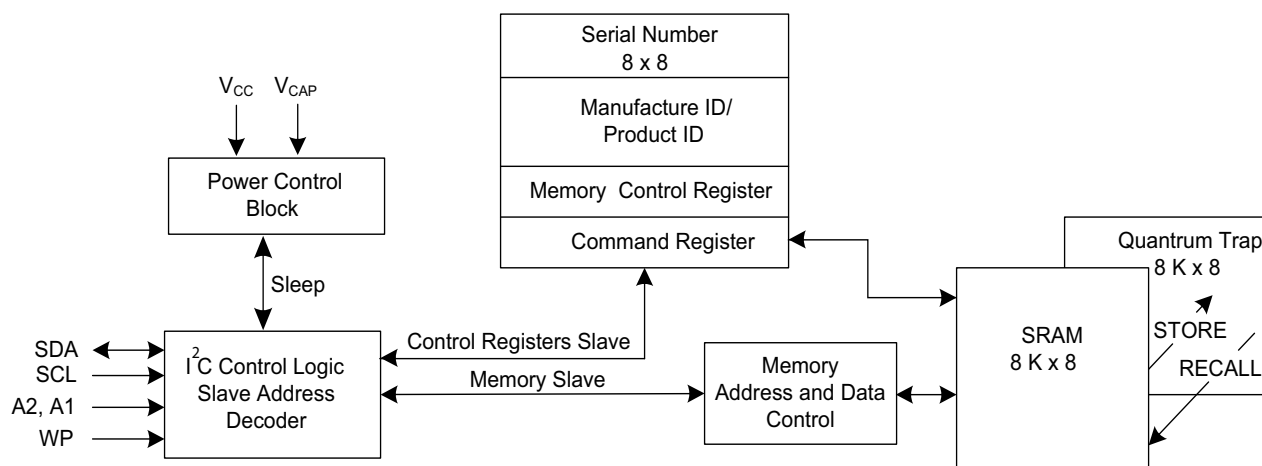 Serial Number
8 x 8
Manufacture ID/
Product ID
Memory Control Register
Command Register
VCC
VCAP
Power Control
Block
Sleep
Quantrum Trap
8 K x 8
SRAM
8 K x 8
STORE
RECALL
SDA
SCL
A2, A1
WP
I2C Control Logic
Slave Address
Decoder
Control Registers Slave
Memory Slave
Memory
Address and Data
Control